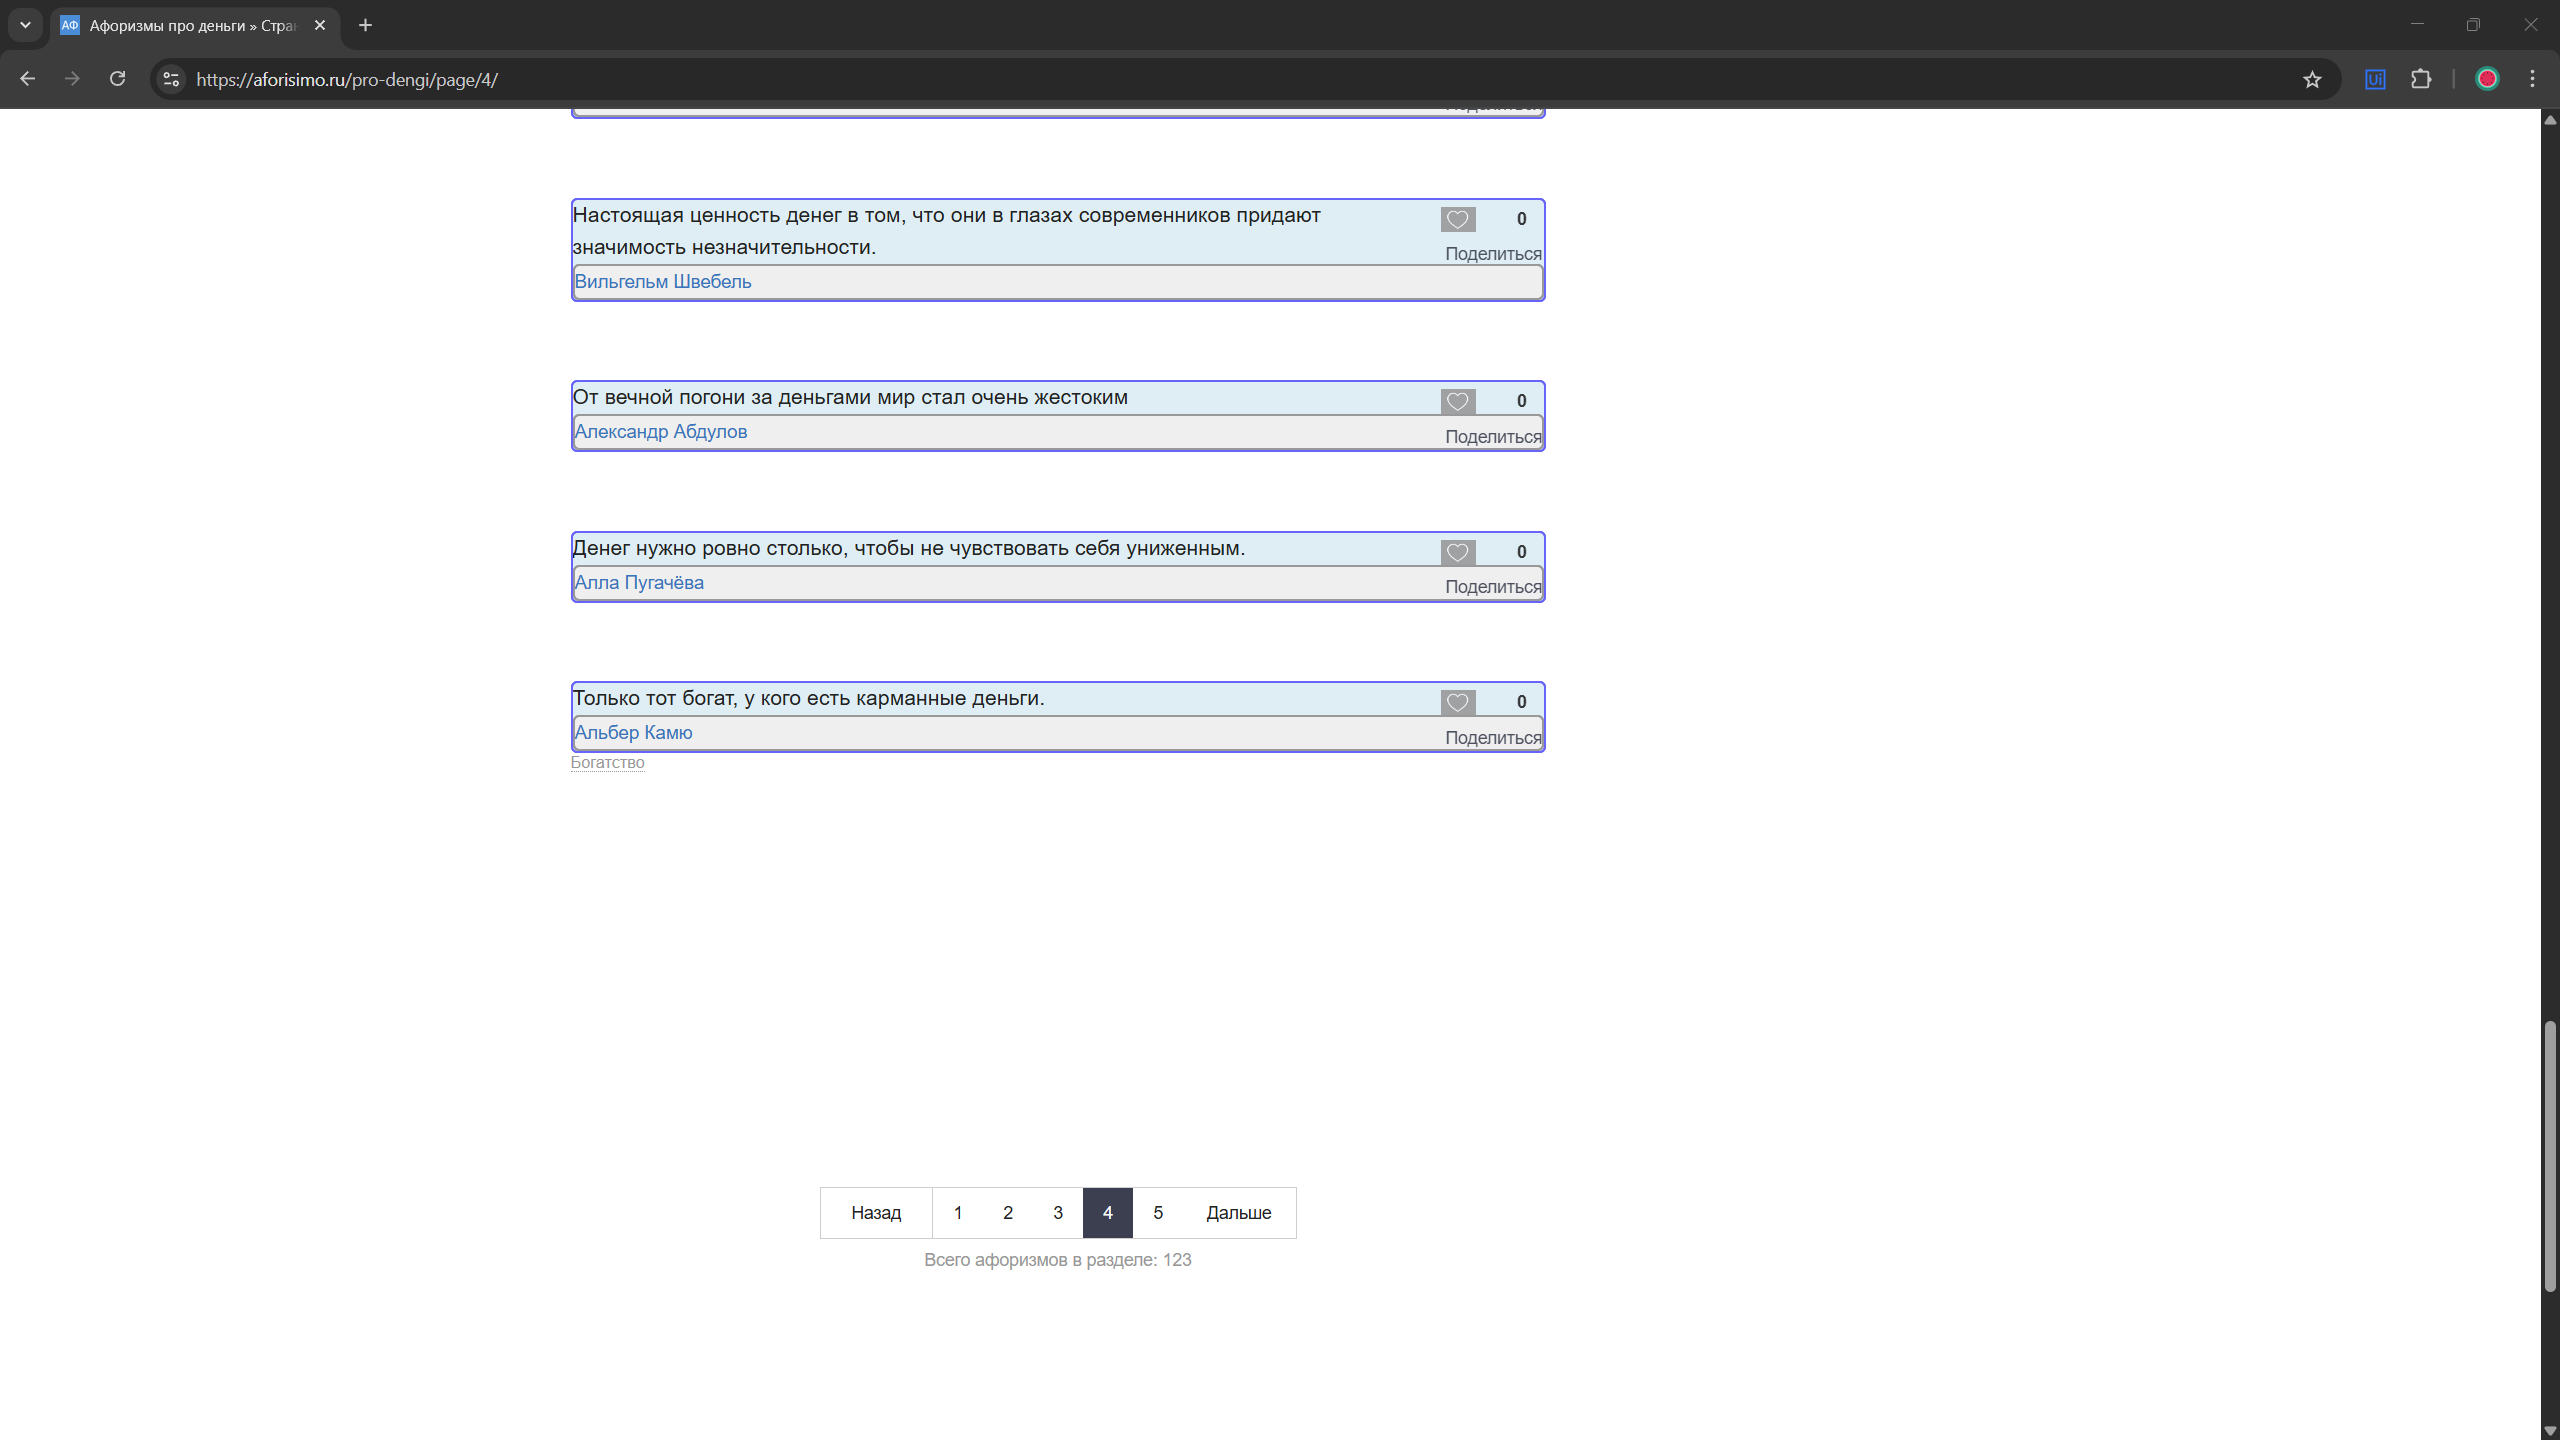 Афоризмы про деньги » Стран
https://aforisimo.ru/pro-dengi/page/4/
Настоящая ценность денег в том, что они в глазах современников придают
значимость незначительности.
0
Поделиться
Вильгельм Швебель
От вечной погони за деньгами мир стал очень жестоким
0
Александр Абдулов
Поделиться
Денег нужно ровно столько, чтобы не чувствовать себя униженным.
0
Алла Пугачёва
Поделиться
Только тот богат, у кого есть карманные деньги.
0
Альбер Камю
Поделиться
Богатство
Назад 1 2 3 4 5 Дальше
Всего афоризмов в разделе: 123